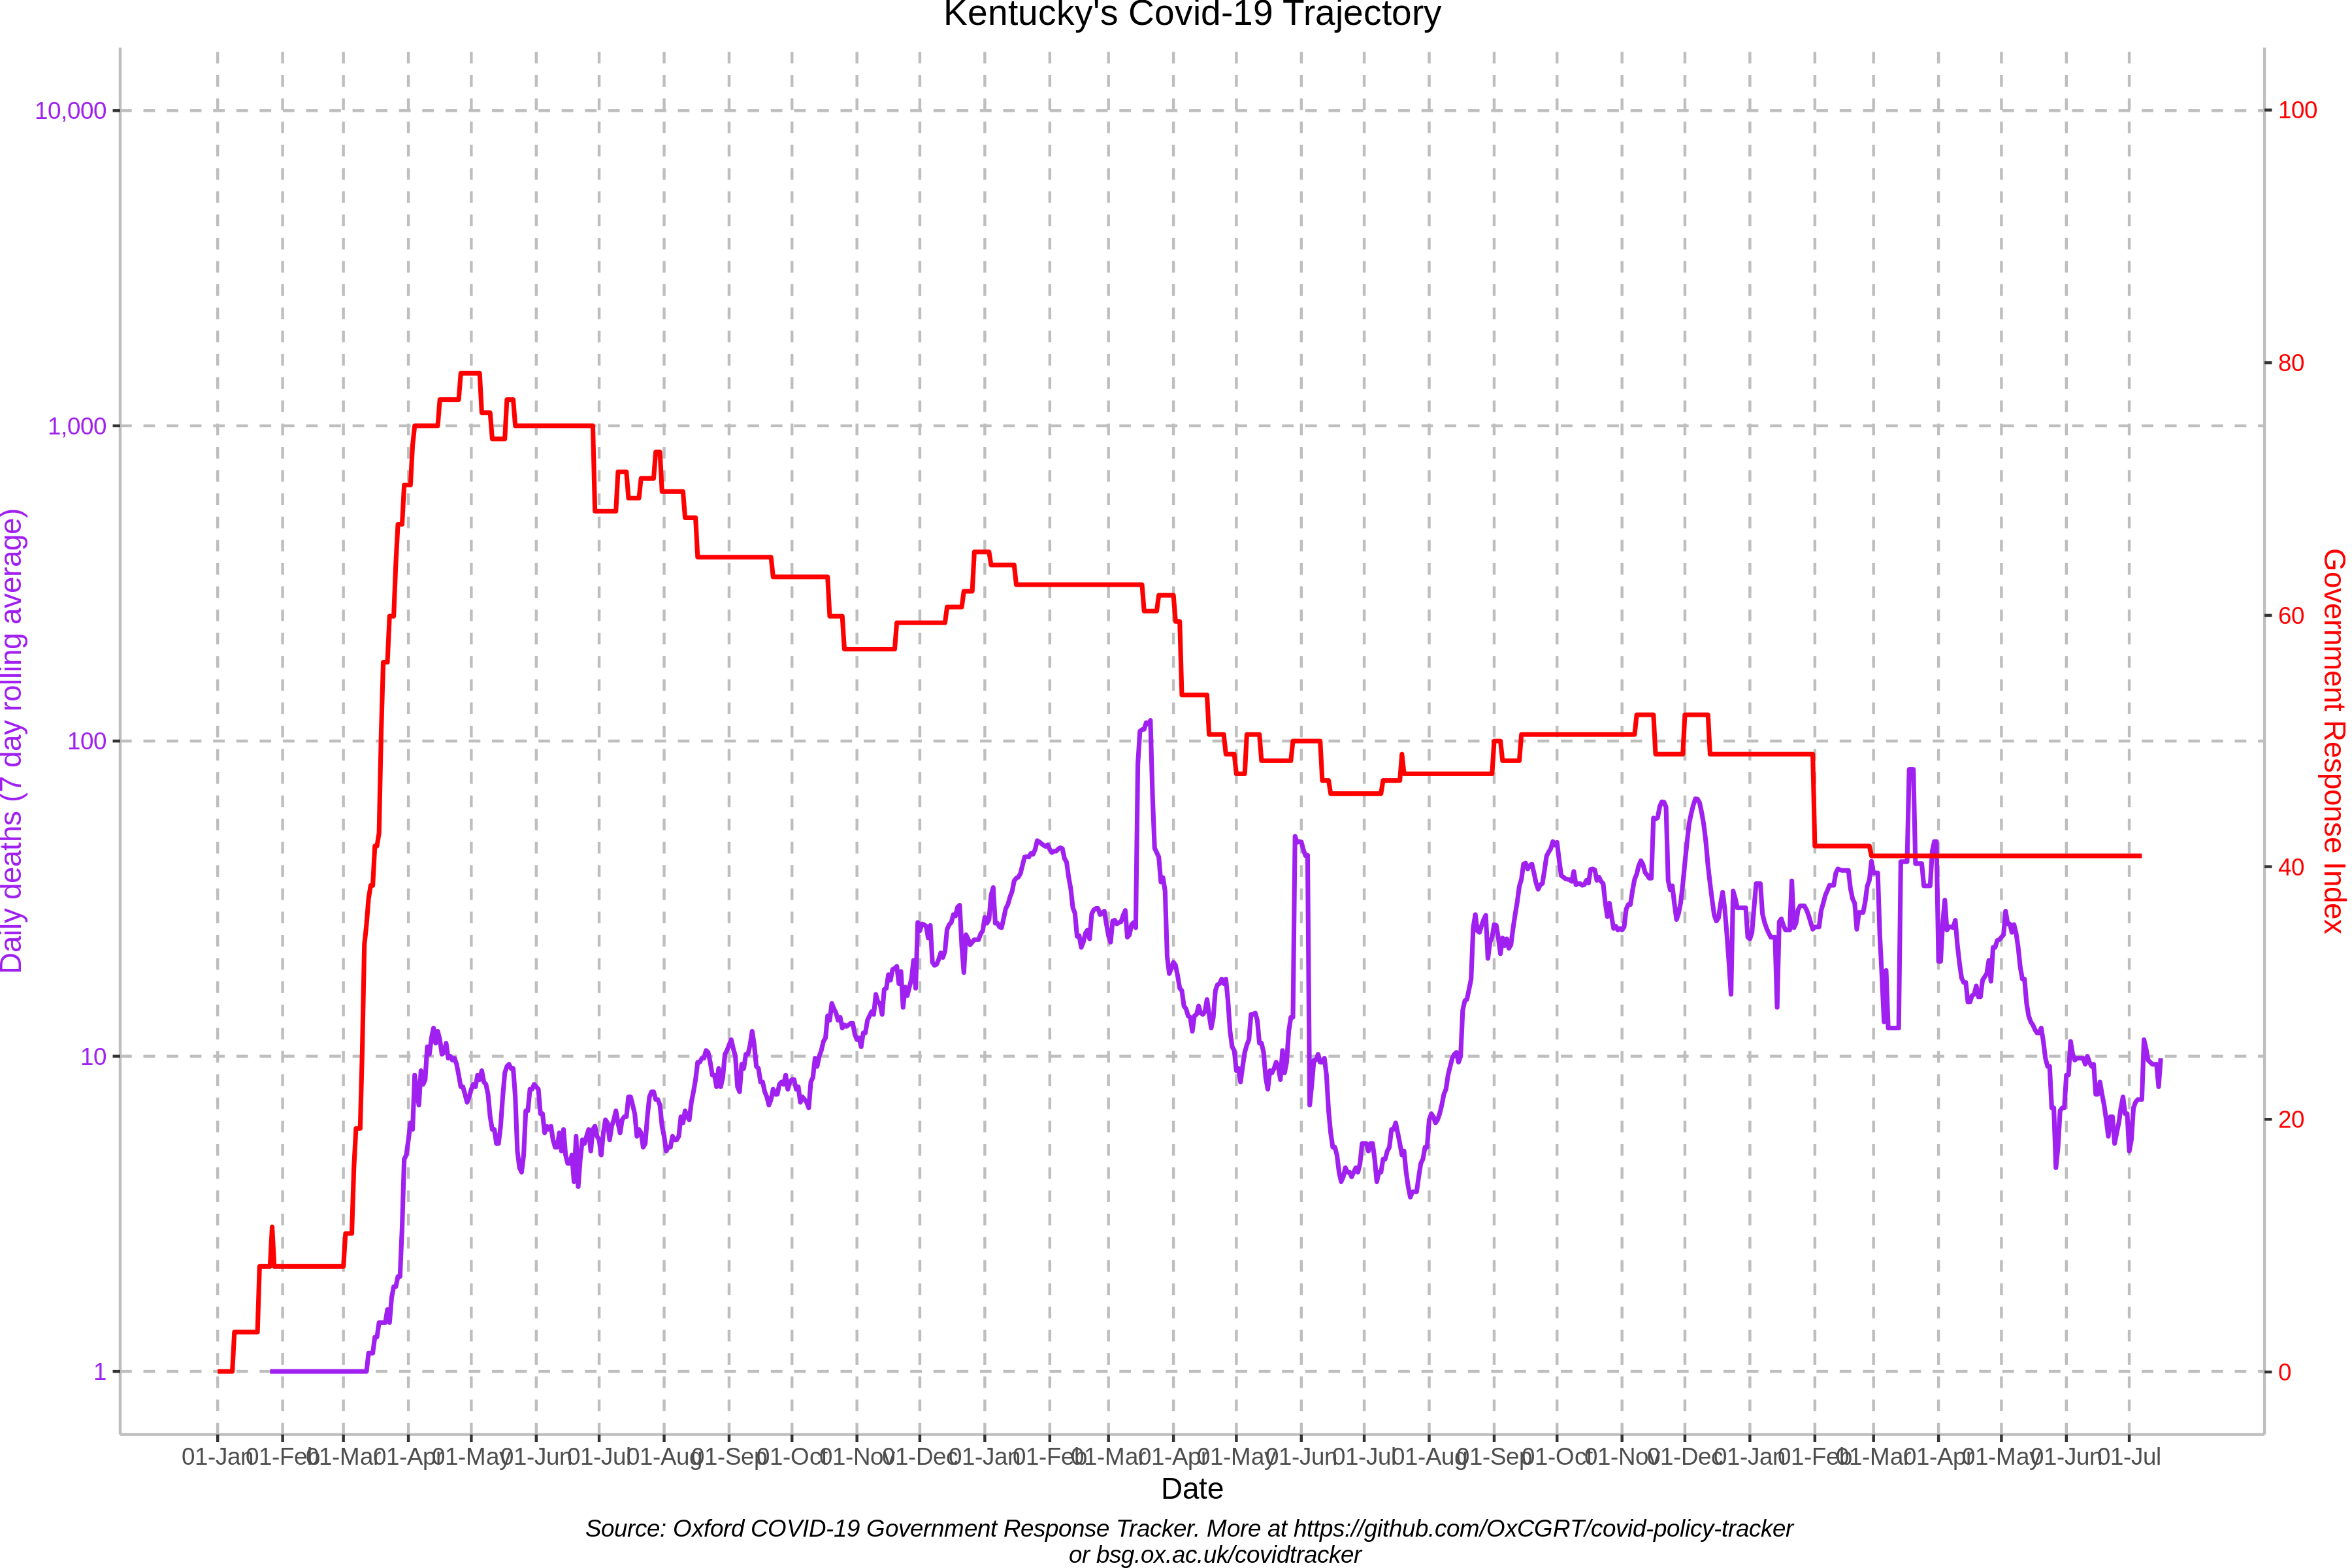 Kentucky's Covid-19 Trajectory
10,000
1,000
100
10
1
Daily deaths (7 day rolling average)
100
80
60
40
20
0
Government Response Index
01-Jan 01-Feb 01-Mar 01-Apr 01-May 01-Jun 01-Jul 01-Aug 01-Sep 01-Oct 01-Nov 01-Dec 01-Jan 01-Feb 01-Mar 01-Apr 01-May 01-Jun 01-Jul 01-Aug 01-Sep 01-Oct 01-Nov 01-Dec 01-Jan 01-Feb 01-Mar 01-Apr 01-May 01-Jun 01-Jul
Date
Source: Oxford COVID-19 Government Response Tracker. More at https://github.com/OxCGRT/covid-policy-tracker
or bsg.ox.ac.uk/covidtracker